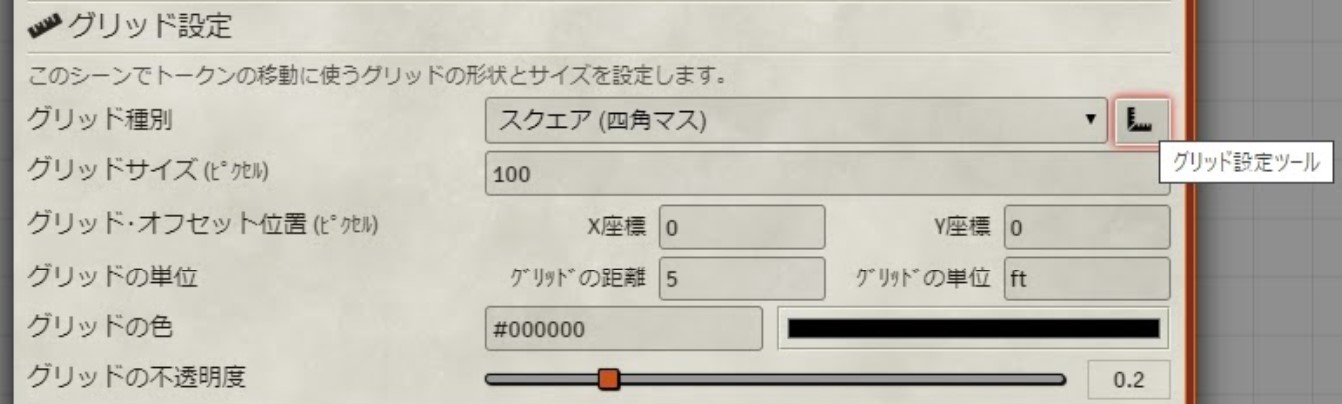 グリッド設定
このシーンでトークンの移動に使うグリッドの形状とサイズを設定します。
グリッド種別 スクエア (四角マス)
グリッド設定ツール
グリッドサイズ (ﾋﾟｸｾﾙ) 100
グリッド・オフセット位置 (ﾋﾟｸｾﾙ) X座標 0 Y座標 0
グリッドの単位 ｸﾞﾘｯﾄﾞの距離 5 ｸﾞﾘｯﾄﾞの単位 ft
グリッドの色 #000000
グリッドの不透明度 0.2